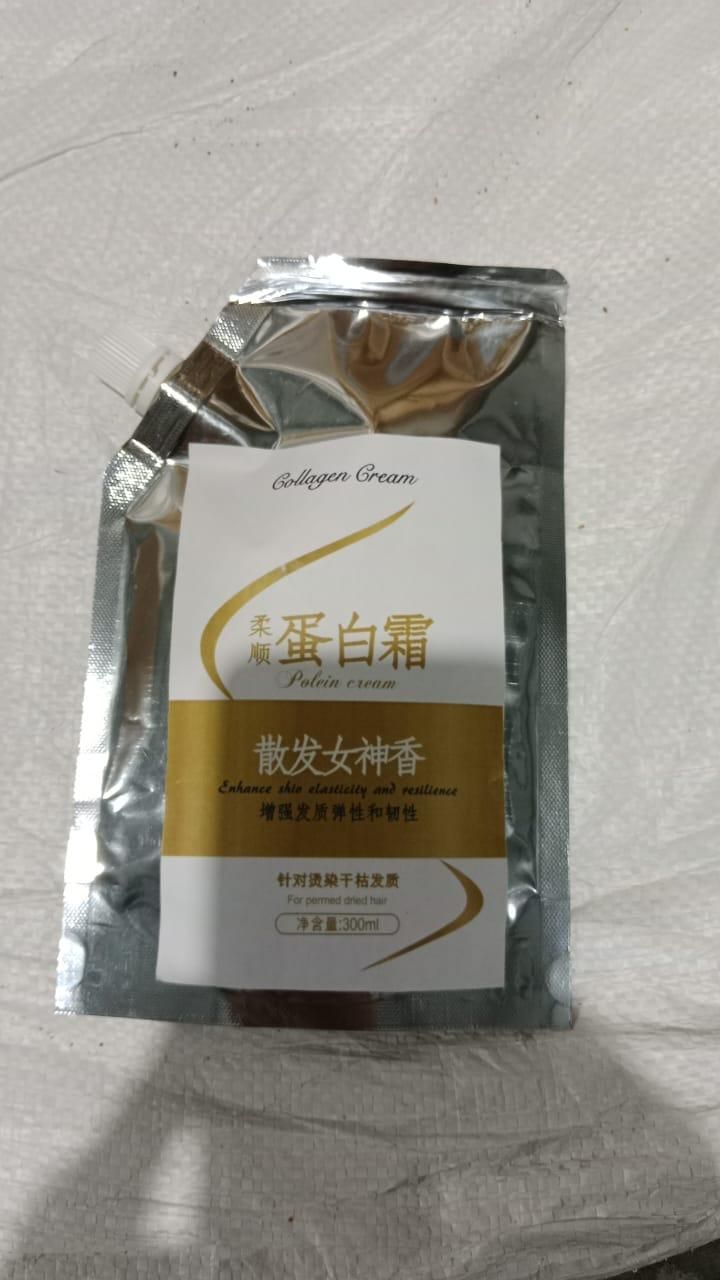 Collagen Cream
柔顺 蛋白霜
Polein cream
散发女神香
Enhance shio elasticity and resilience
增强发质弹性和韧性
针对烫染干枯发质
For permed dried hair
净含量:300ml